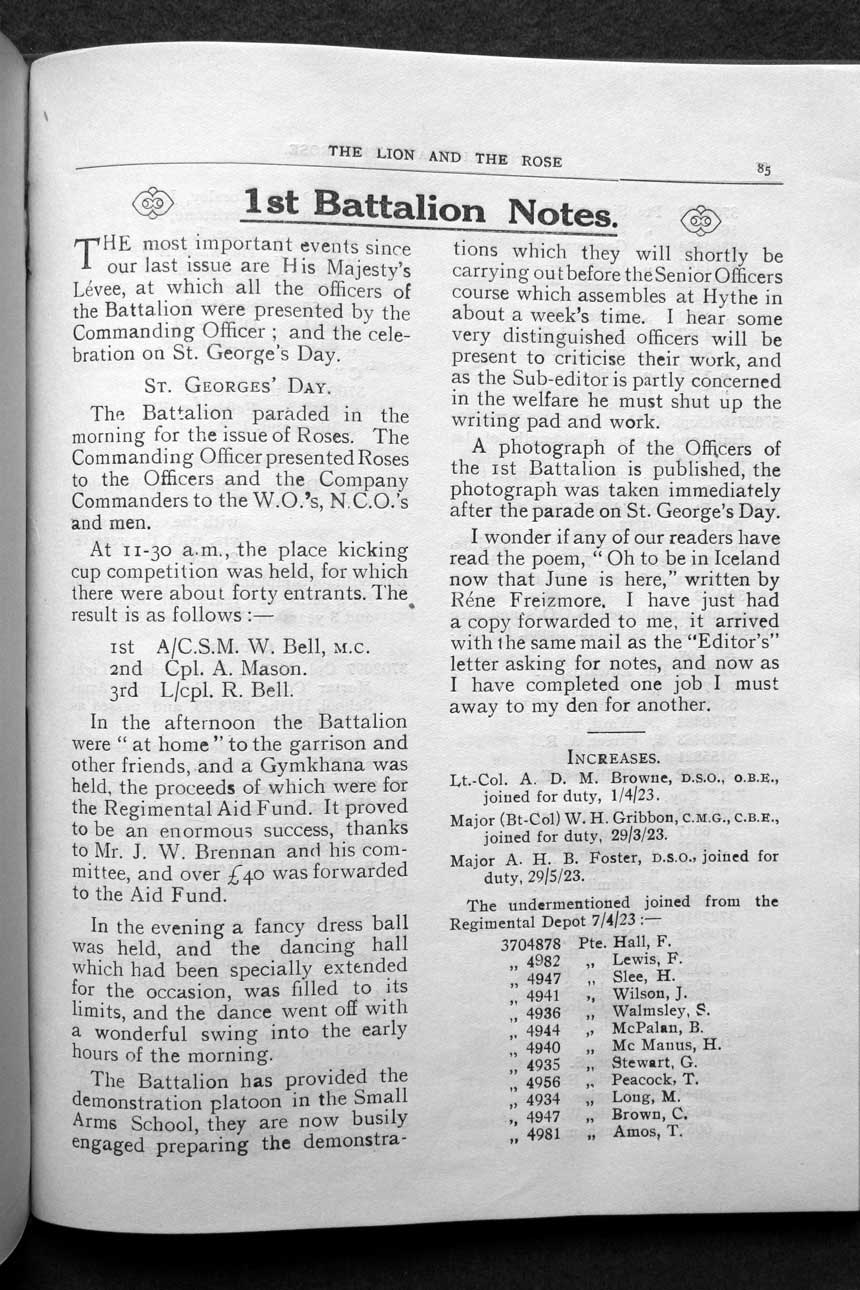 THE LION AND THE ROSE
85
1st Battalion Notes.
THE most important events since
our last issue are His Majesty's
Lévee, at which all the officers of
the Battalion were presented by the
Commanding Officer ; and the cele-
bration on St. George's Day.
ST. GEORGES' DAY.
The Battalion paraded in the
morning for the issue of Roses. The
Commanding Officer presented Roses
to the Officers and the Company
Commanders to the W.O.'s, N.C.O.'s
and men.
At 11-30 a.m., the place kicking
cup competition was held, for which
there were about forty entrants. The
result is as follows :—
1st A/C.S.M. W. Bell, M.C.
2nd Cpl. A. Mason.
3rd L/cpl. R. Bell.
In the afternoon the Battalion
were “ at home ” to the garrison and
other friends, and a Gymkhana was
held, the proceeds of which were for
the Regimental Aid Fund. It proved
to be an enormous success, thanks
to Mr. J. W. Brennan and his com-
mittee, and over £40 was forwarded
to the Aid Fund.
In the evening a fancy dress ball
was held, and the dancing hall
which had been specially extended
for the occasion, was filled to its
limits, and the dance went off with
a wonderful swing into the early
hours of the morning.
The Battalion has provided the
demonstration platoon in the Small
Arms School, they are now busily
engaged preparing the demonstra-
tions which they will shortly be
carrying out before the Senior Officers
course which assembles at Hythe in
about a week's time. I hear some
very distinguished officers will be
present to criticise their work, and
as the Sub-editor is partly concerned
in the welfare he must shut up the
writing pad and work.
A photograph of the Officers of
the 1st Battalion is published, the
photograph was taken immediately
after the parade on St. George's Day.
I wonder if any of our readers have
read the poem, “ Oh to be in Iceland
now that June is here,” written by
Réne Freizmore. I have just had
a copy forwarded to me, it arrived
with the same mail as the “Editor's”
letter asking for notes, and now as
I have completed one job I must
away to my den for another.
INCREASES.
Lt.-Col. A. D. M. Browne, D.S.O., O.B.E.,
joined for duty, 1/4/23.
Major (Bt-Col) W. H. Gribbon, C.M.G., C.B.E.,
joined for duty, 29/3/23.
Major A. H. B. Foster, D.S.O., joined for
duty, 29/5/23.
The undermentioned joined from the
Regimental Depot 7/4/23 :—
3704878 Pte. Hall, F.
„ 4982 „ Lewis, F.
„ 4947 „ Slee, H.
„ 4941 „ Wilson, J.
„ 4936 „ Walmsley, S.
„ 4944 „ McPalan, B.
„ 4940 „ Mc Manus, H.
„ 4935 „ Stewart, G.
„ 4956 „ Peacock, T.
„ 4934 „ Long, M.
„ 4947 „ Brown, C.
„ 4981 „ Amos, T.